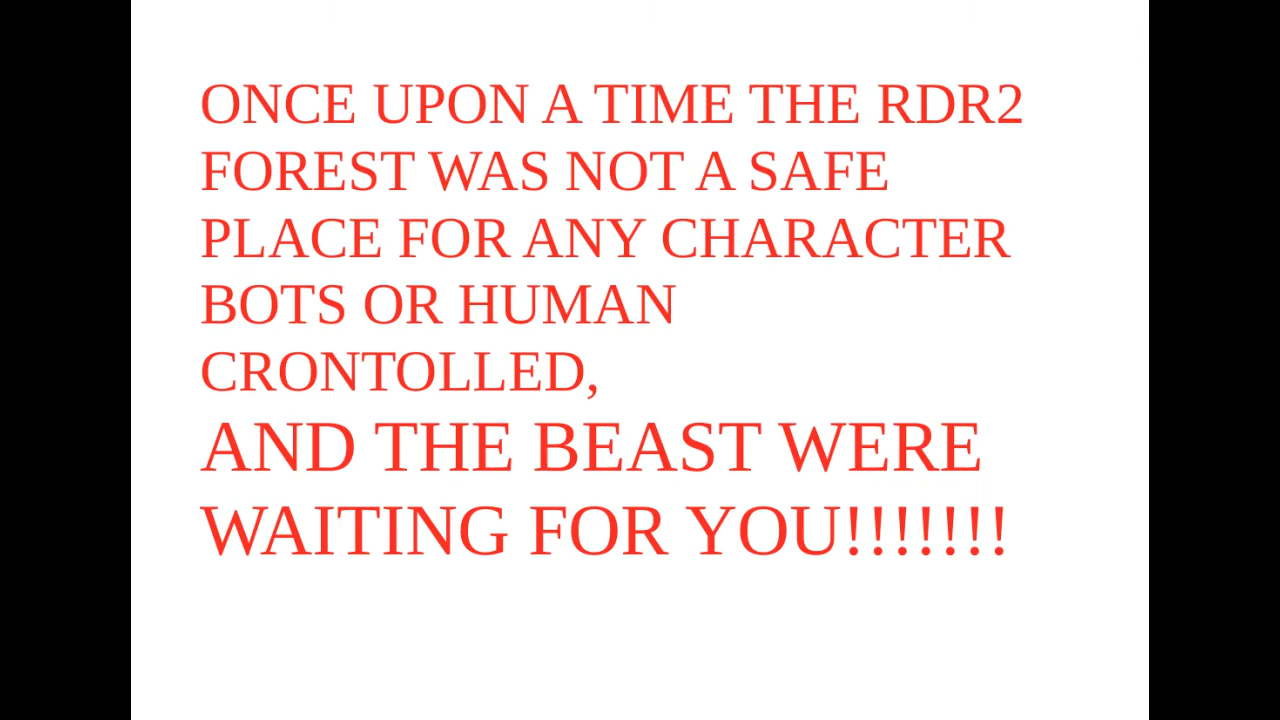 ONCE UPON A TIME THE RDR2
FOREST WAS NOT A SAFE
PLACE FOR ANY CHARACTER
BOTS OR HUMAN
CRONTOLLED,
AND THE BEAST WERE
WAITING FOR YOU!!!!!!!